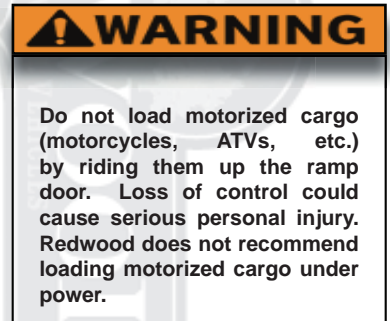 WARNING
Do not load motorized cargo
(motorcycles, ATVs, etc.)
by riding them up the ramp
door. Loss of control could
cause serious personal injury.
Redwood does not recommend
loading motorized cargo under
power.